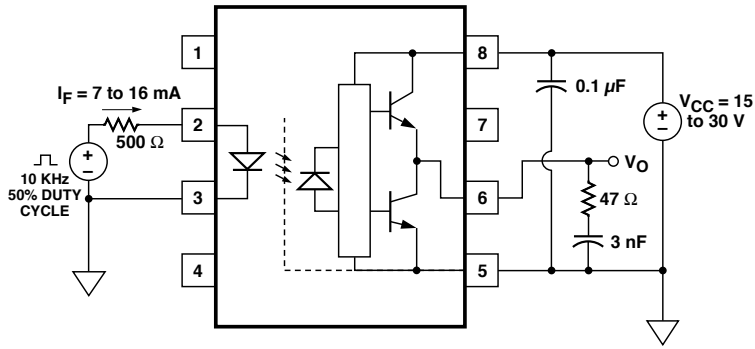 1
8
I_F = 7 to 16 mA
0.1 µF
V_CC = 15
to 30 V
+
–
2
500 Ω
7
+
–
10 KHz
50% DUTY
CYCLE
V_O
3
6
47 Ω
3 nF
4
5